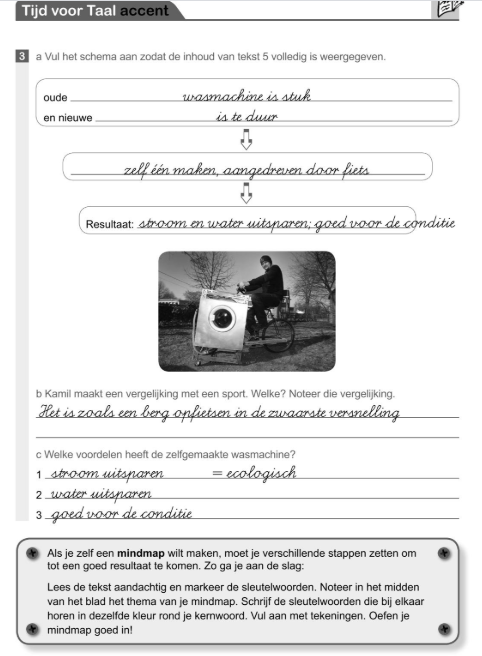 Tijd voor Taal accent
3 a Vul het schema aan zodat de inhoud van tekst 5 volledig is weergegeven.
oude wasmachine is stuk
en nieuwe is te duur
zelf één maken, aangedreven door fiets
Resultaat: stroom en water uitsparen; goed voor de conditie
b Kamil maakt een vergelijking met een sport. Welke? Noteer die vergelijking.
Het is zoals een berg opfietsen in de zwaarste versnelling
c Welke voordelen heeft de zelfgemaakte wasmachine?
1 stroom uitsparen = ecologisch
2 water uitsparen
3 goed voor de conditie
Als je zelf een mindmap wilt maken, moet je verschillende stappen zetten om
tot een goed resultaat te komen. Zo ga je aan de slag:
Lees de tekst aandachtig en markeer de sleutelwoorden. Noteer in het midden
van het blad het thema van je mindmap. Schrijf de sleutelwoorden die bij elkaar
horen in dezelfde kleur rond je kernwoord. Vul aan met tekeningen. Oefen je
mindmap goed in!